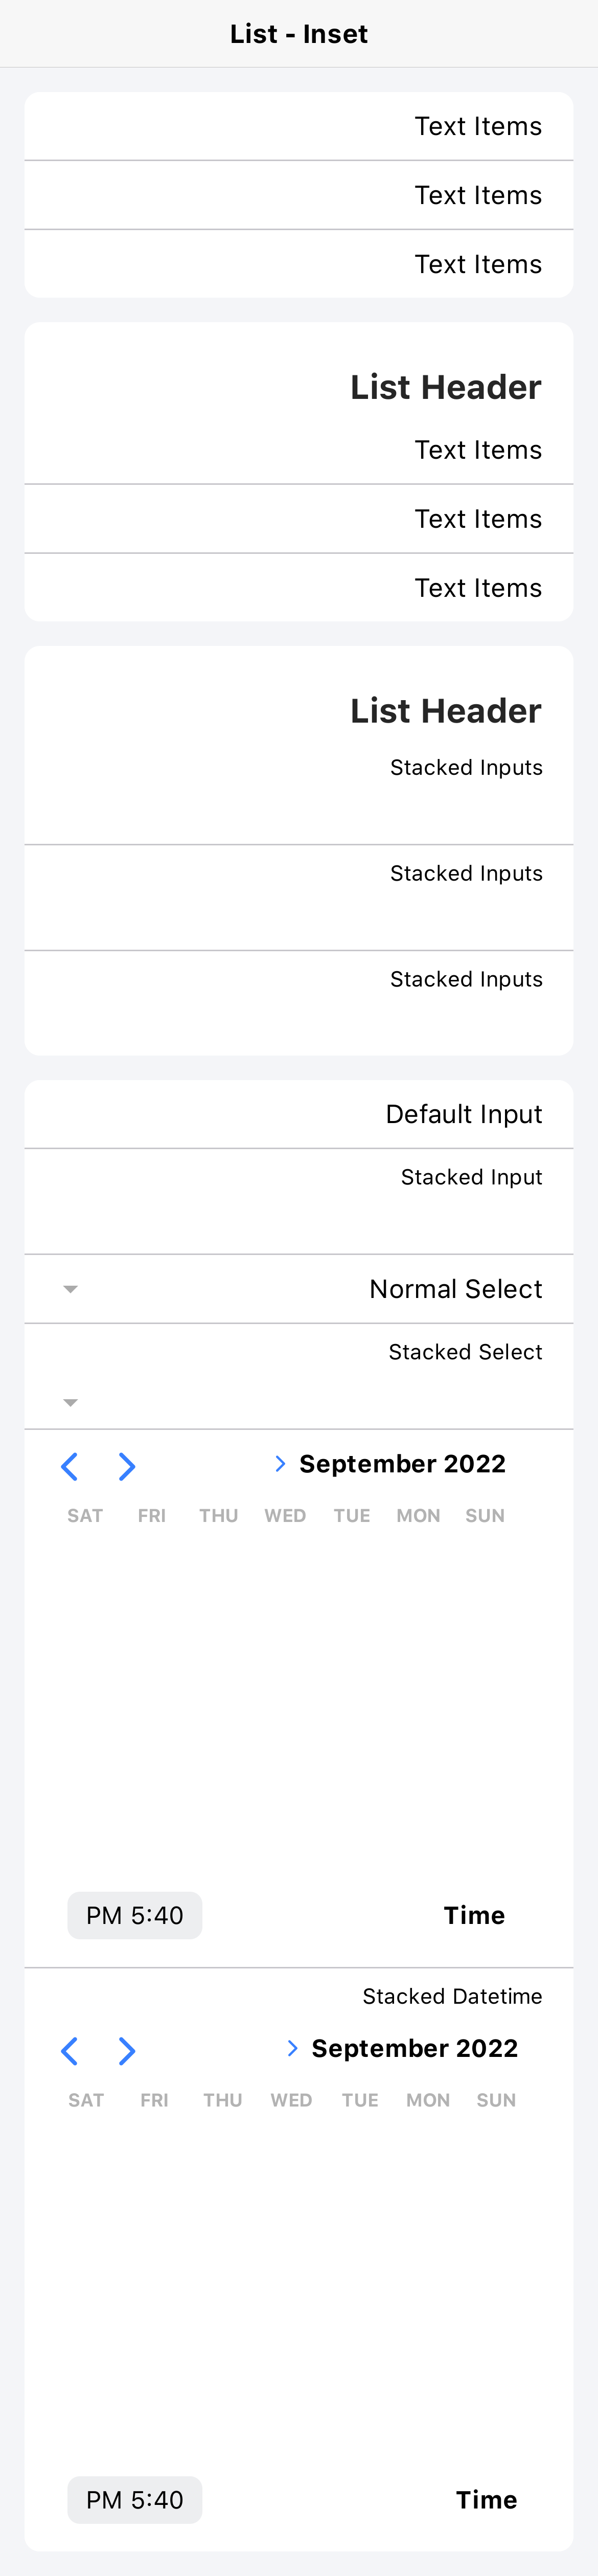 List - Inset
Text Items
Text Items
Text Items
List Header
Text Items
Text Items
Text Items
List Header
Stacked Inputs
Stacked Inputs
Stacked Inputs
Default Input
Stacked Input
Normal Select
Stacked Select
September 2022
SAT FRI THU WED TUE MON SUN
PM 5:40 Time
Stacked Datetime
September 2022
SAT FRI THU WED TUE MON SUN
PM 5:40 Time